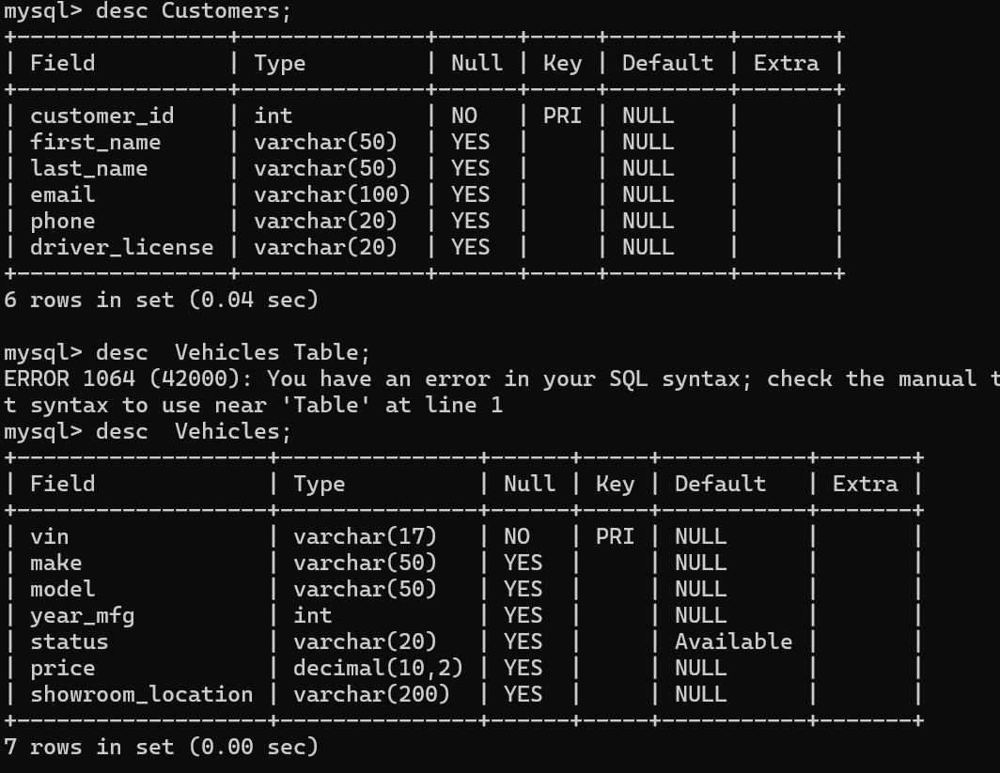 mysql> desc Customers;
+----------------+--------------+------+-----+---------+-------+
| Field          | Type         | Null | Key | Default | Extra |
+----------------+--------------+------+-----+---------+-------+
| customer_id    | int          | NO   | PRI | NULL    |       |
| first_name     | varchar(50)  | YES  |     | NULL    |       |
| last_name      | varchar(50)  | YES  |     | NULL    |       |
| email          | varchar(100) | YES  |     | NULL    |       |
| phone          | varchar(20)  | YES  |     | NULL    |       |
| driver_license | varchar(20)  | YES  |     | NULL    |       |
+----------------+--------------+------+-----+---------+-------+
6 rows in set (0.04 sec)

mysql> desc  Vehicles Table;
ERROR 1064 (42000): You have an error in your SQL syntax; check the manual t
t syntax to use near 'Table' at line 1
mysql> desc  Vehicles;
+-------------------+---------------+------+-----+-----------+-------+
| Field             | Type          | Null | Key | Default   | Extra |
+-------------------+---------------+------+-----+-----------+-------+
| vin               | varchar(17)   | NO   | PRI | NULL      |       |
| make              | varchar(50)   | YES  |     | NULL      |       |
| model             | varchar(50)   | YES  |     | NULL      |       |
| year_mfg          | int           | YES  |     | NULL      |       |
| status            | varchar(20)   | YES  |     | Available |       |
| price             | decimal(10,2) | YES  |     | NULL      |       |
| showroom_location | varchar(200)  | YES  |     | NULL      |       |
+-------------------+---------------+------+-----+-----------+-------+
7 rows in set (0.00 sec)